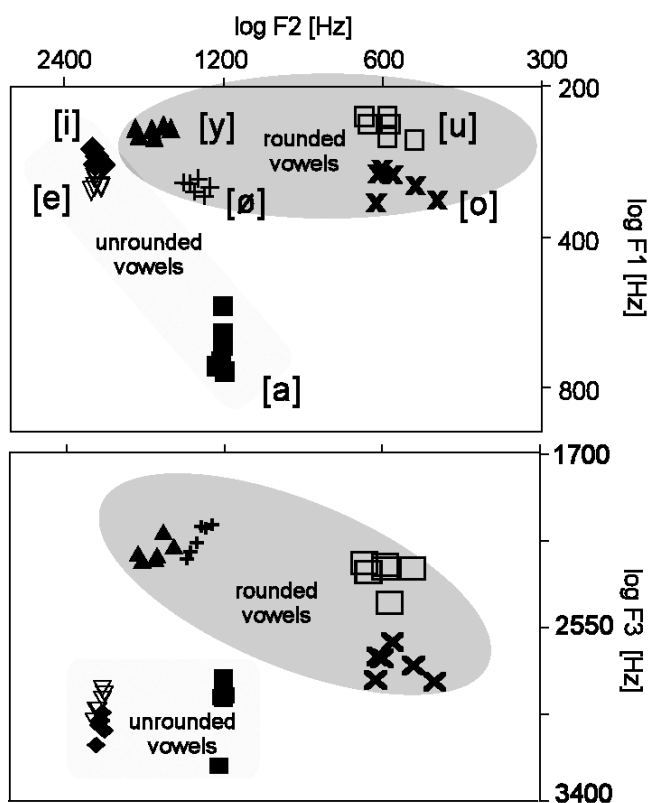 log F2 [Hz]
2400 1200 600 300
200
[i] [y] [u]
rounded
vowels
[e] [ø] [o]
unrounded
vowels
400
log F1 [Hz]
[a]
800
1700
rounded
vowels
2550
log F3 [Hz]
unrounded
vowels
3400